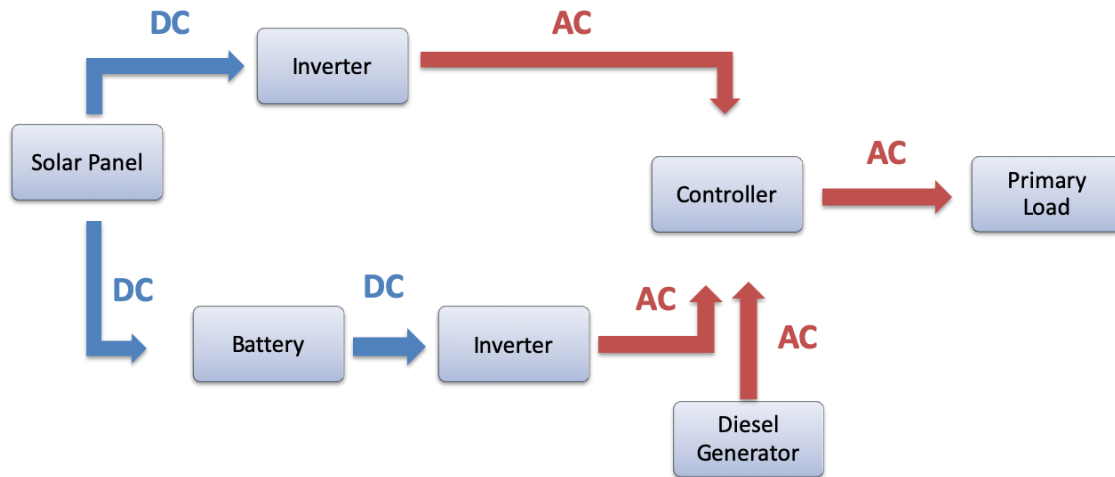 DC
AC
Inverter
Solar Panel
AC
Controller
Primary
Load
DC
DC
AC
Battery
Inverter
AC
Diesel
Generator